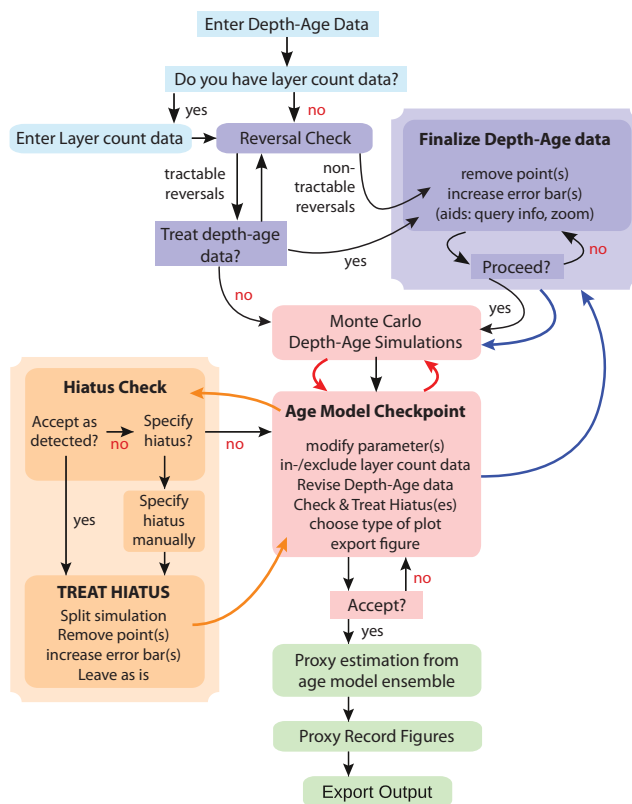 Enter Depth-Age Data
Do you have layer count data?
yes
no
Enter Layer count data
Reversal Check
Finalize Depth-Age data
remove point(s)
increase error bar(s)
(aids: query info, zoom)
tractable
reversals
non-
tractable
reversals
Treat depth-age
data?
yes
Proceed?
no
no
yes
Monte Carlo
Depth-Age Simulations
Hiatus Check
Accept as
detected?
no
Specify
hiatus?
no
Age Model Checkpoint
modify parameter(s)
in-/exclude layer count data
Revise Depth-Age data
Check & Treat Hiatus(es)
choose type of plot
export figure
yes
Specify
hiatus
manually
TREAT HIATUS
Split simulation
Remove point(s)
increase error bar(s)
Leave as is
no
Accept?
yes
Proxy estimation from
age model ensemble
Proxy Record Figures
Export Output